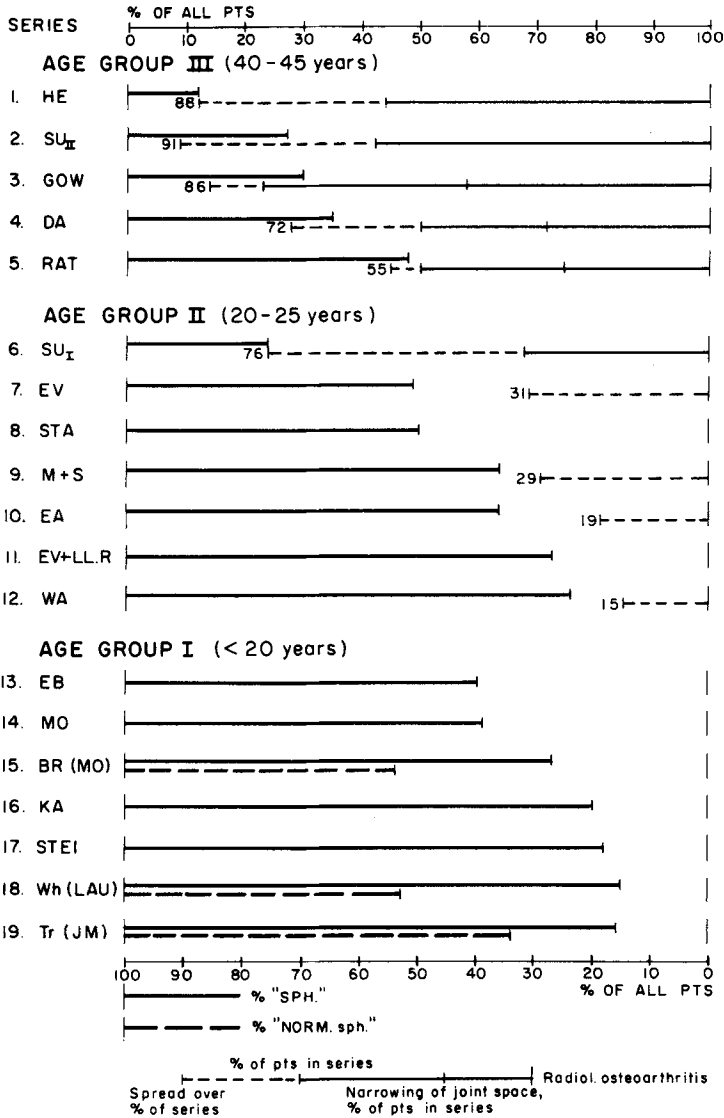 % OF ALL PTS
SERIES
0 10 20 30 40 50 60 70 80 90 100
AGE GROUP III (40-45 years)
1. HE
88
2. SUII
91
3. GOW
86
4. DA
72
5. RAT
55
AGE GROUP II (20-25 years)
6. SUI
76
7. EV
31
8. STA
9. M+S
29
10. EA
19
11. EV+LL.R
12. WA
15
AGE GROUP I (< 20 years)
13. EB
14. MO
15. BR (MO)
16. KA
17. STEI
18. Wh (LAU)
19. Tr (JM)
100 90 80 70 60 50 40 30 20 10 0
% "SPH."
% OF ALL PTS
% "NORM. sph."
% of pts in series
Radiol. osteoarthritis
Spread over Narrowing of joint space,
% of series % of pts in series